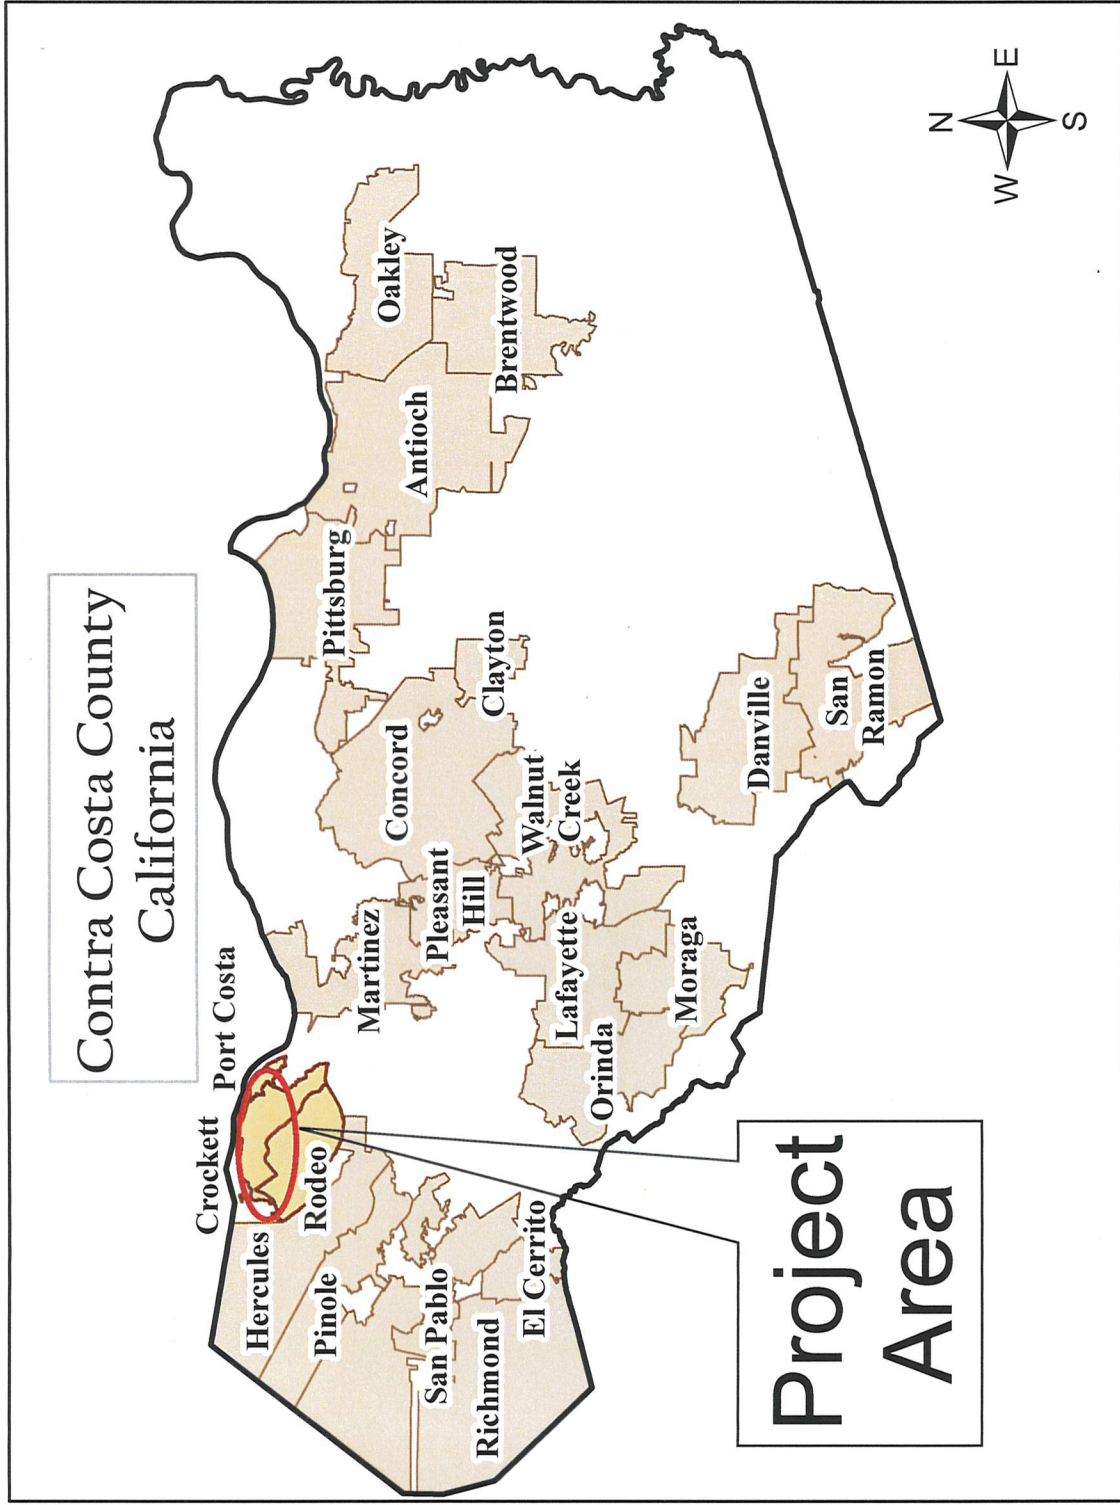 Contra Costa County
California
Crockett
Port Costa
Hercules
Rodeo
Pinole
San Pablo
Richmond
El Cerrito
Martinez
Pleasant
Hill
Concord
Pittsburg
Antioch
Oakley
Brentwood
Clayton
Walnut
Creek
Lafayette
Orinda
Moraga
Danville
San
Ramon
Project
Area
N
W
E
S